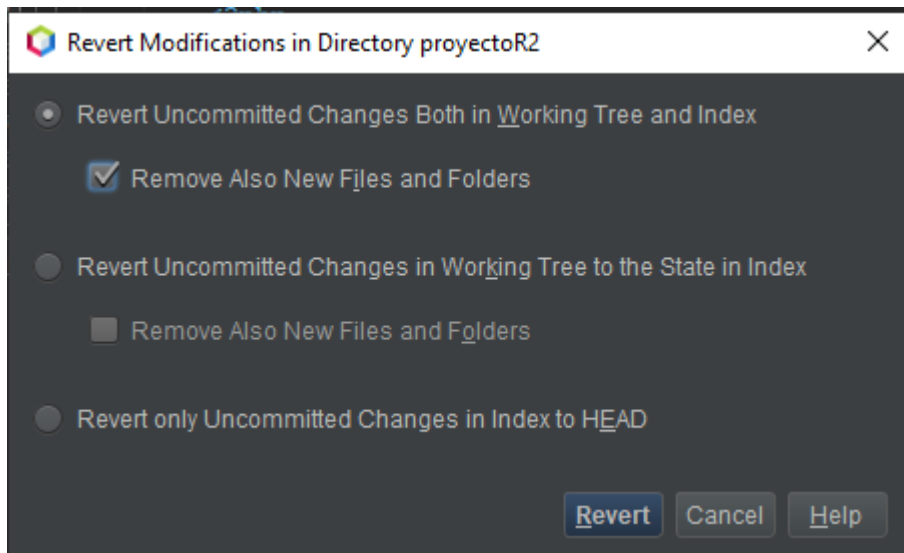 Revert Modifications in Directory proyectoR2
Revert Uncommitted Changes Both in Working Tree and Index
Remove Also New Files and Folders
Revert Uncommitted Changes in Working Tree to the State in Index
Remove Also New Files and Folders
Revert only Uncommitted Changes in Index to HEAD
Revert Cancel Help